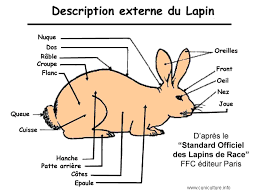 Description externe du Lapin
Nuque
Dos
Râble
Croupe
Flanc
Oreilles
Front
Oeil
Nez
Joue
Queue
Cuisse
Hanche
Patte arrière
Côtes
Epaule
D'après le
"Standard Officiel
des Lapins de Race"
FFC éditeur Paris
www.cuniculture.info